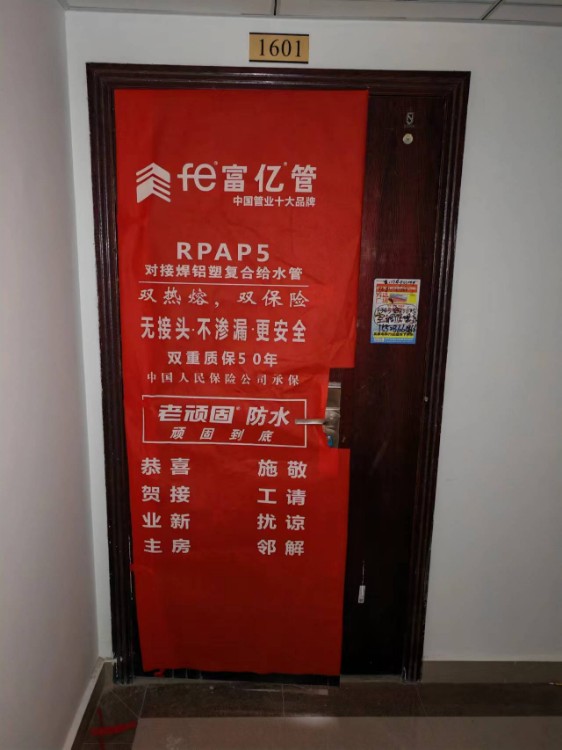 1601
fe富亿管
中国管业十大品牌
RPAP5
对接焊铝塑复合给水管
双热熔，双保险
无接头·不渗漏·更安全
双重质保50年
中国人民保险公司承保
老顽固®防水
顽固到底
恭喜 施敬
贺接 工请
业新 扰谅
主房 邻解